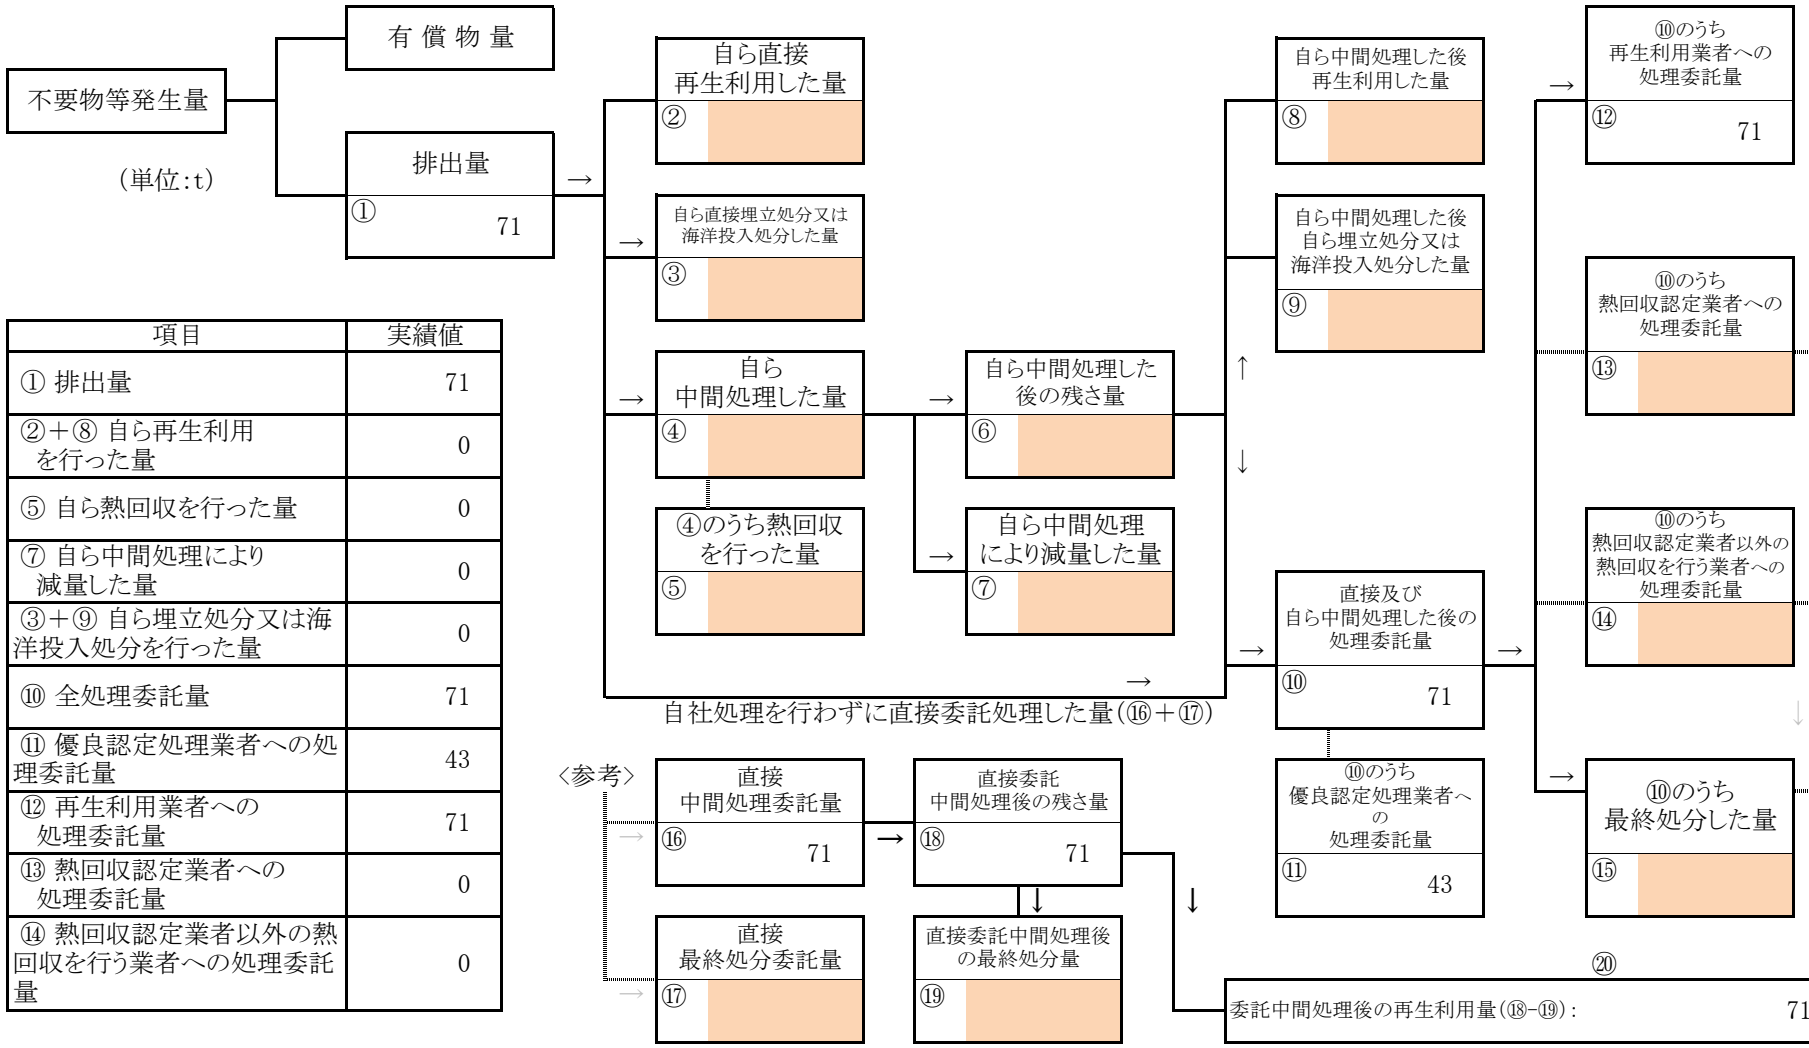 有 償 物 量
不要物等発生量
(単位:t)
排出量
①
71
→
自ら直接
再生利用した量
②
→
自ら直接埋立処分又は
海洋投入処分した量
③
→
自ら
中間処理した量
④
④のうち熱回収
を行った量
⑤
→
自ら中間処理した
後の残さ量
⑥
→
自ら中間処理
により減量した量
⑦
自ら中間処理した後
再生利用した量
⑧
自ら中間処理した後
自ら埋立処分又は
海洋投入処分した量
⑨
↑
↓
→
自社処理を行わずに直接委託処理した量(⑯+⑰)
→
直接及び
自ら中間処理した後の
処理委託量
⑩
71
→
⑩のうち
優良認定処理業者へ
の
処理委託量
⑪
43
→
⑩のうち
再生利用業者への
処理委託量
⑫
71
⑩のうち
熱回収認定業者への
処理委託量
⑬
⑩のうち
熱回収認定業者以外の
熱回収を行う業者への
処理委託量
⑭
↓
→
⑩のうち
最終処分した量
⑮
項目 実績値
① 排出量 71
②+⑧ 自ら再生利用
を行った量 0
⑤ 自ら熱回収を行った量 0
⑦ 自ら中間処理により
減量した量 0
③+⑨ 自ら埋立処分又は海
洋投入処分を行った量 0
⑩ 全処理委託量 71
⑪ 優良認定処理業者への処
理委託量 43
⑫ 再生利用業者への
処理委託量 71
⑬ 熱回収認定業者への
処理委託量 0
⑭ 熱回収認定業者以外の熱
回収を行う業者への処理委託
量 0
<参考>
→
直接
中間処理委託量
⑯
71
→
直接委託
中間処理後の残さ量
⑱
71
↓
↓
→
直接
最終処分委託量
⑰
直接委託中間処理後
の最終処分量
⑲
⑳
委託中間処理後の再生利用量(⑱-⑲): 71